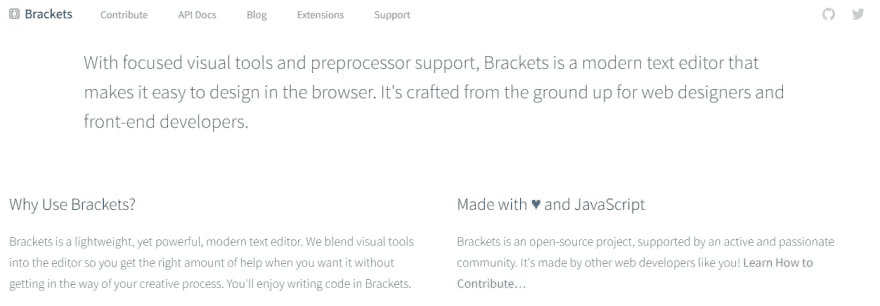 Brackets Contribute API Docs Blog Extensions Support
With focused visual tools and preprocessor support, Brackets is a modern text editor that
makes it easy to design in the browser. It's crafted from the ground up for web designers and
front-end developers.
Why Use Brackets?
Brackets is a lightweight, yet powerful, modern text editor. We blend visual tools
into the editor so you get the right amount of help when you want it without
getting in the way of your creative process. You'll enjoy writing code in Brackets.
Made with ♥ and JavaScript
Brackets is an open-source project, supported by an active and passionate
community. It's made by other web developers like you! Learn How to
Contribute…